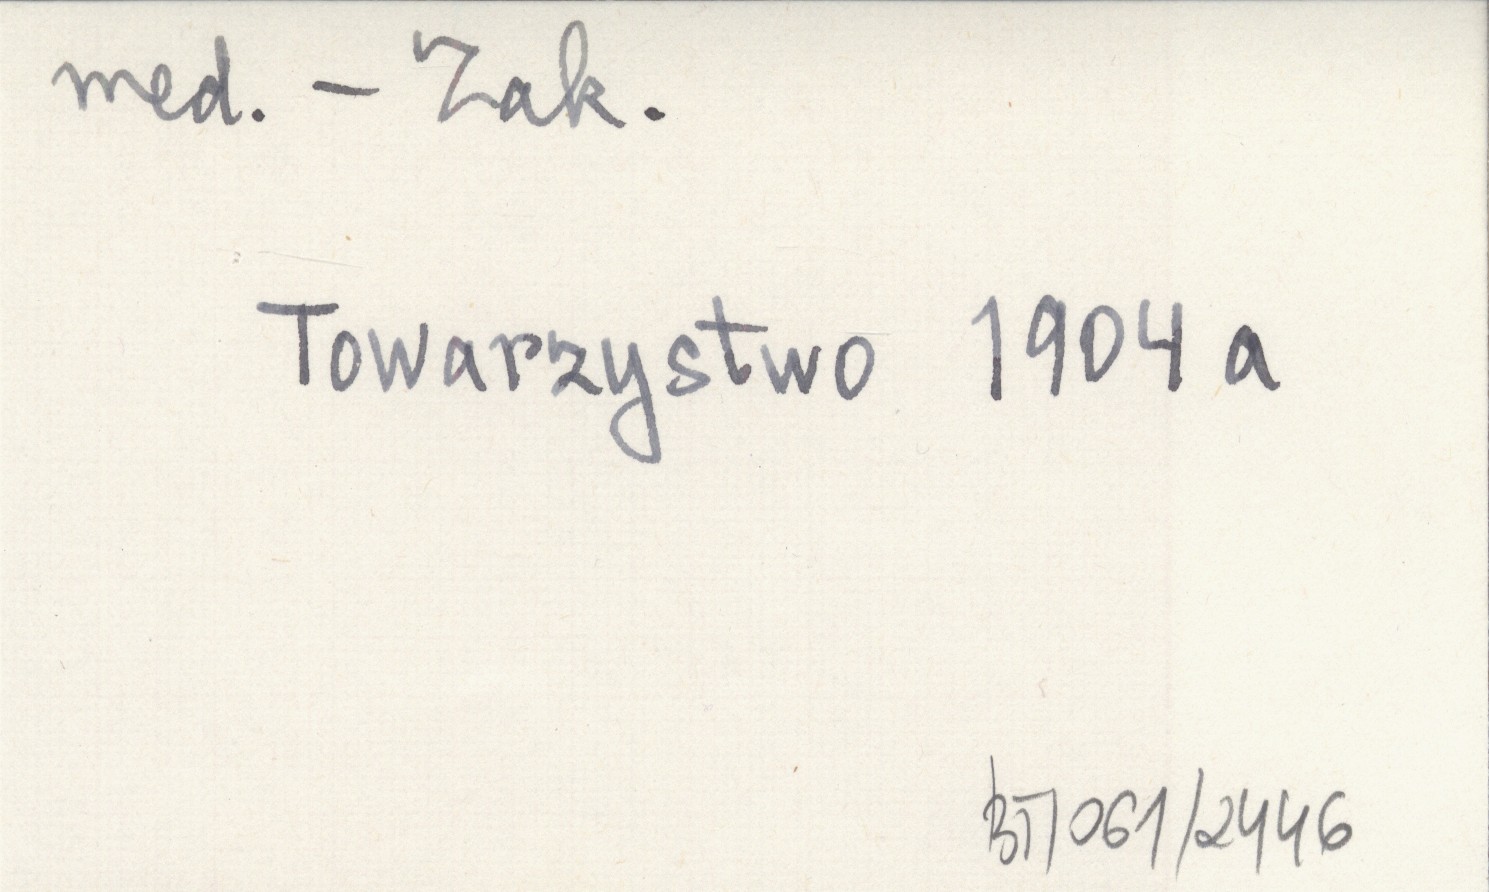 med. - Zak.
Towarzystwo 1904 a
BT/061/2446